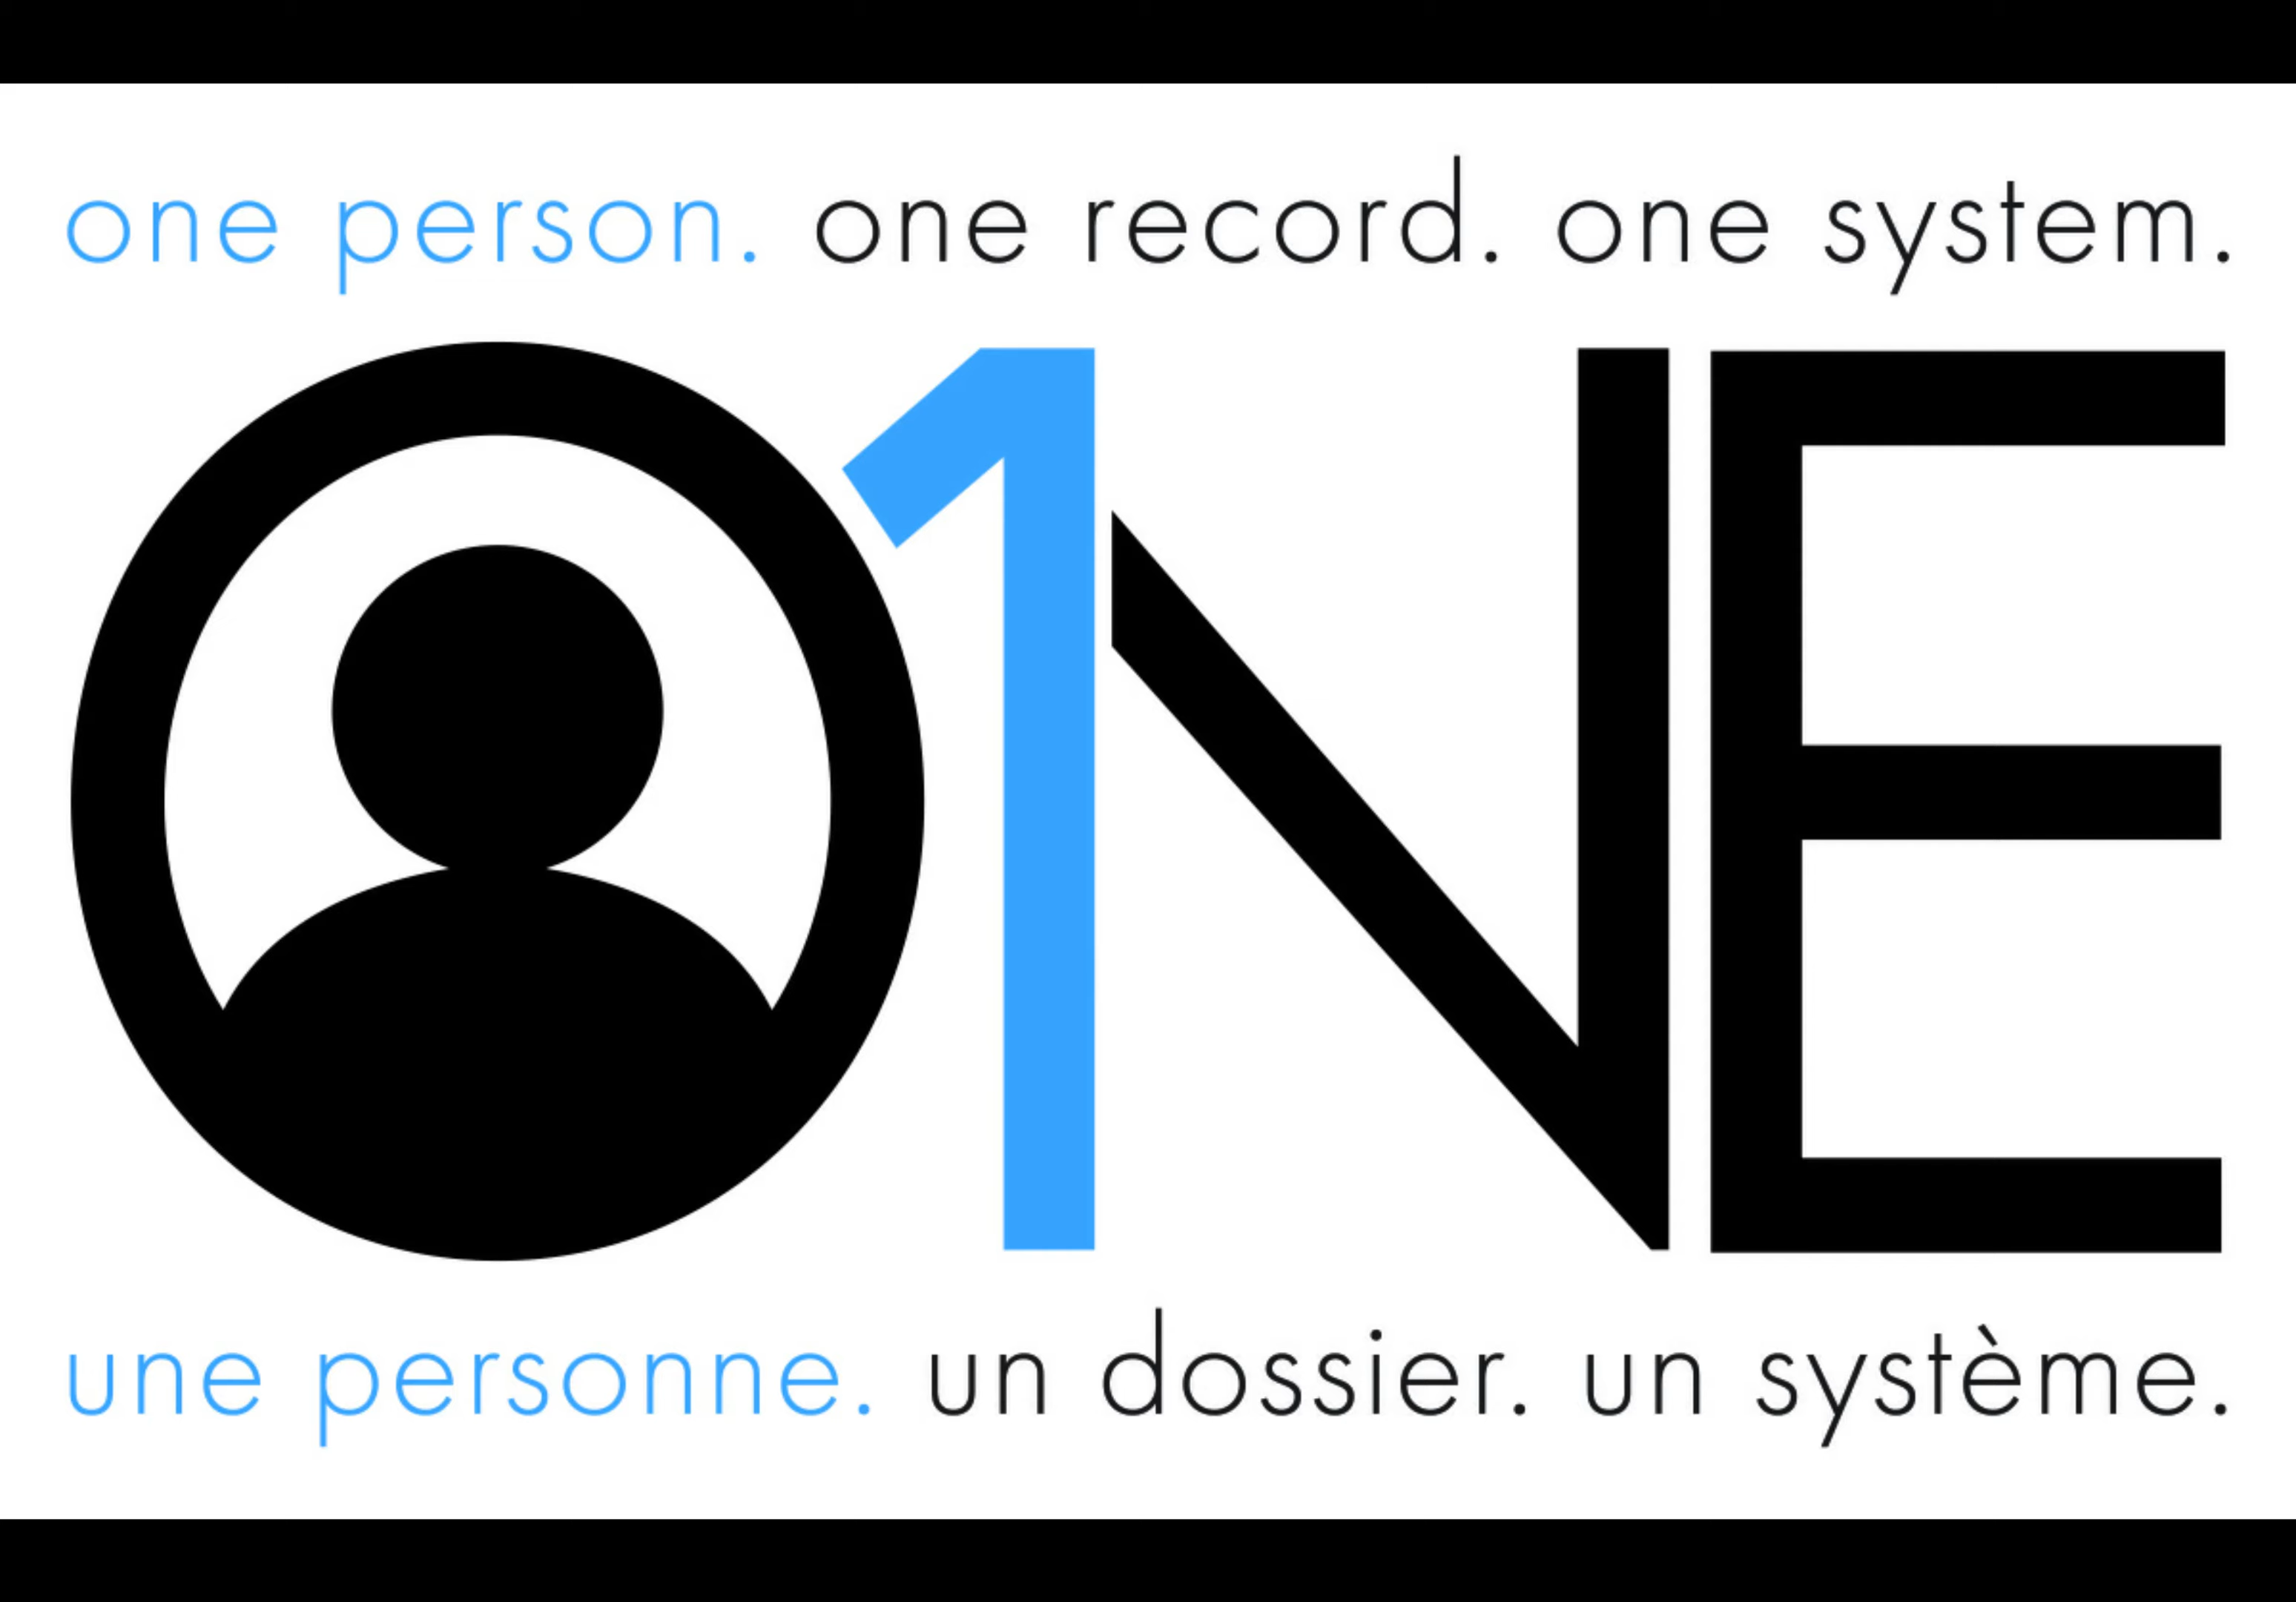 one person. one record. one system.
O1NE
une personne. un dossier. un système.